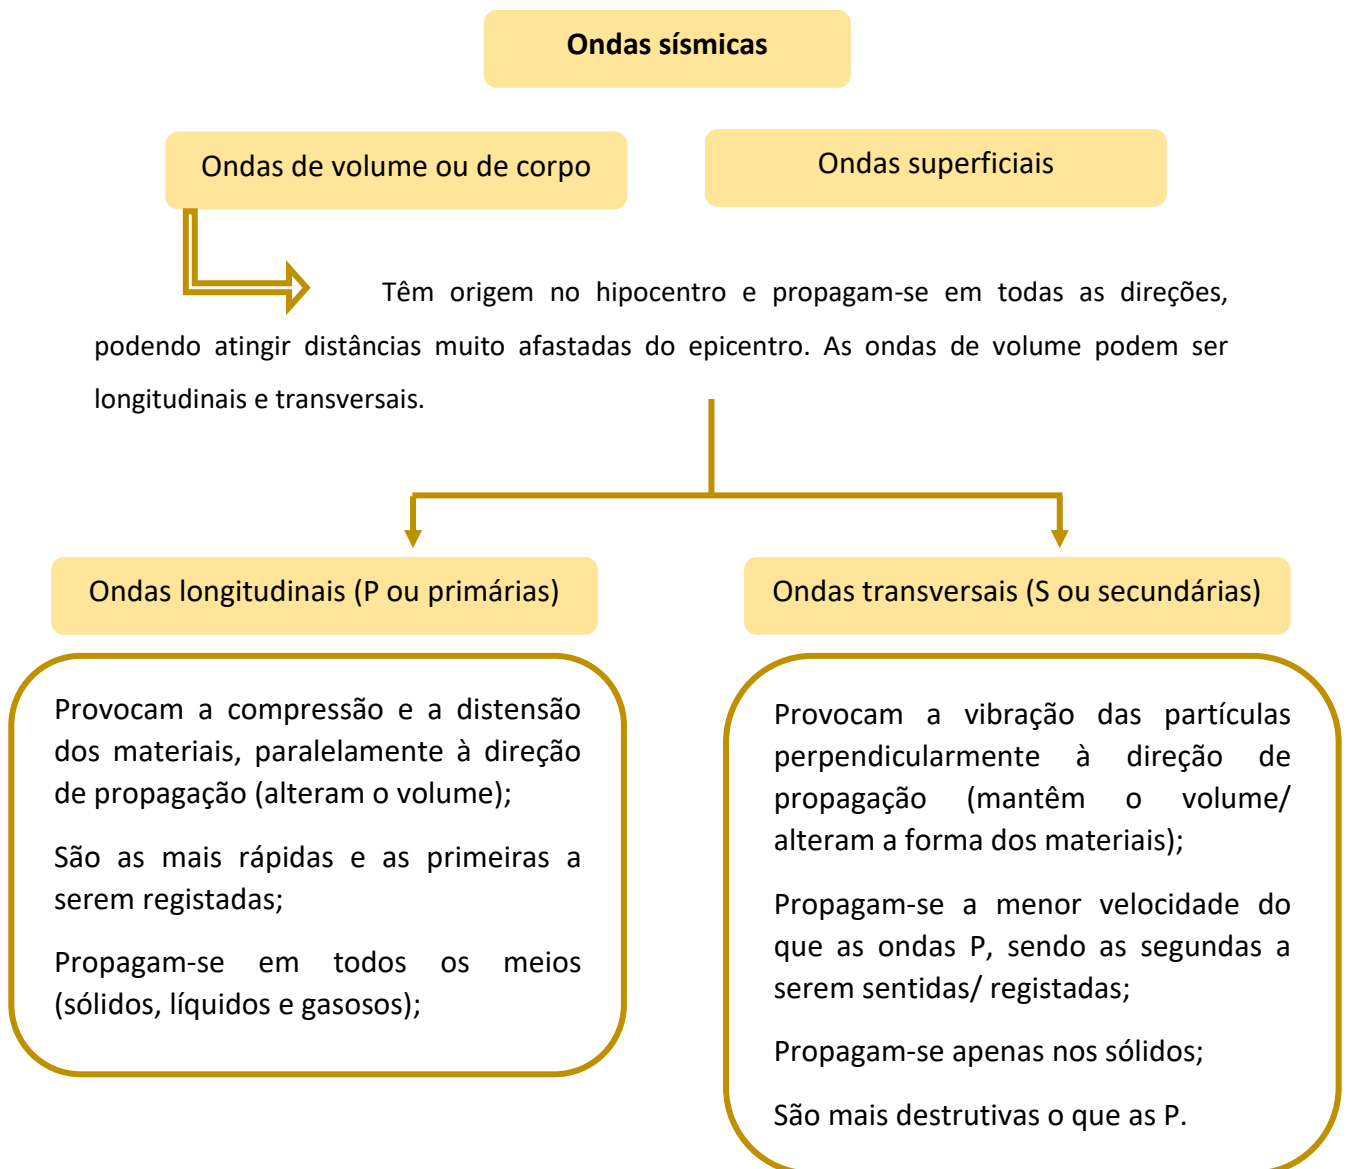 Ondas sísmicas
Ondas de volume ou de corpo
Ondas superficiais
Têm origem no hipocentro e propagam-se em todas as direções,
podendo atingir distâncias muito afastadas do epicentro. As ondas de volume podem ser
longitudinais e transversais.
Ondas longitudinais (P ou primárias)
Provocam a compressão e a distensão
dos materiais, paralelamente à direção
de propagação (alteram o volume);
São as mais rápidas e as primeiras a
serem registadas;
Propagam-se em todos os meios
(sólidos, líquidos e gasosos);
Ondas transversais (S ou secundárias)
Provocam a vibração das partículas
perpendicularmente à direção de
propagação (mantêm o volume/
alteram a forma dos materiais);
Propagam-se a menor velocidade do
que as ondas P, sendo as segundas a
serem sentidas/ registadas;
Propagam-se apenas nos sólidos;
São mais destrutivas o que as P.